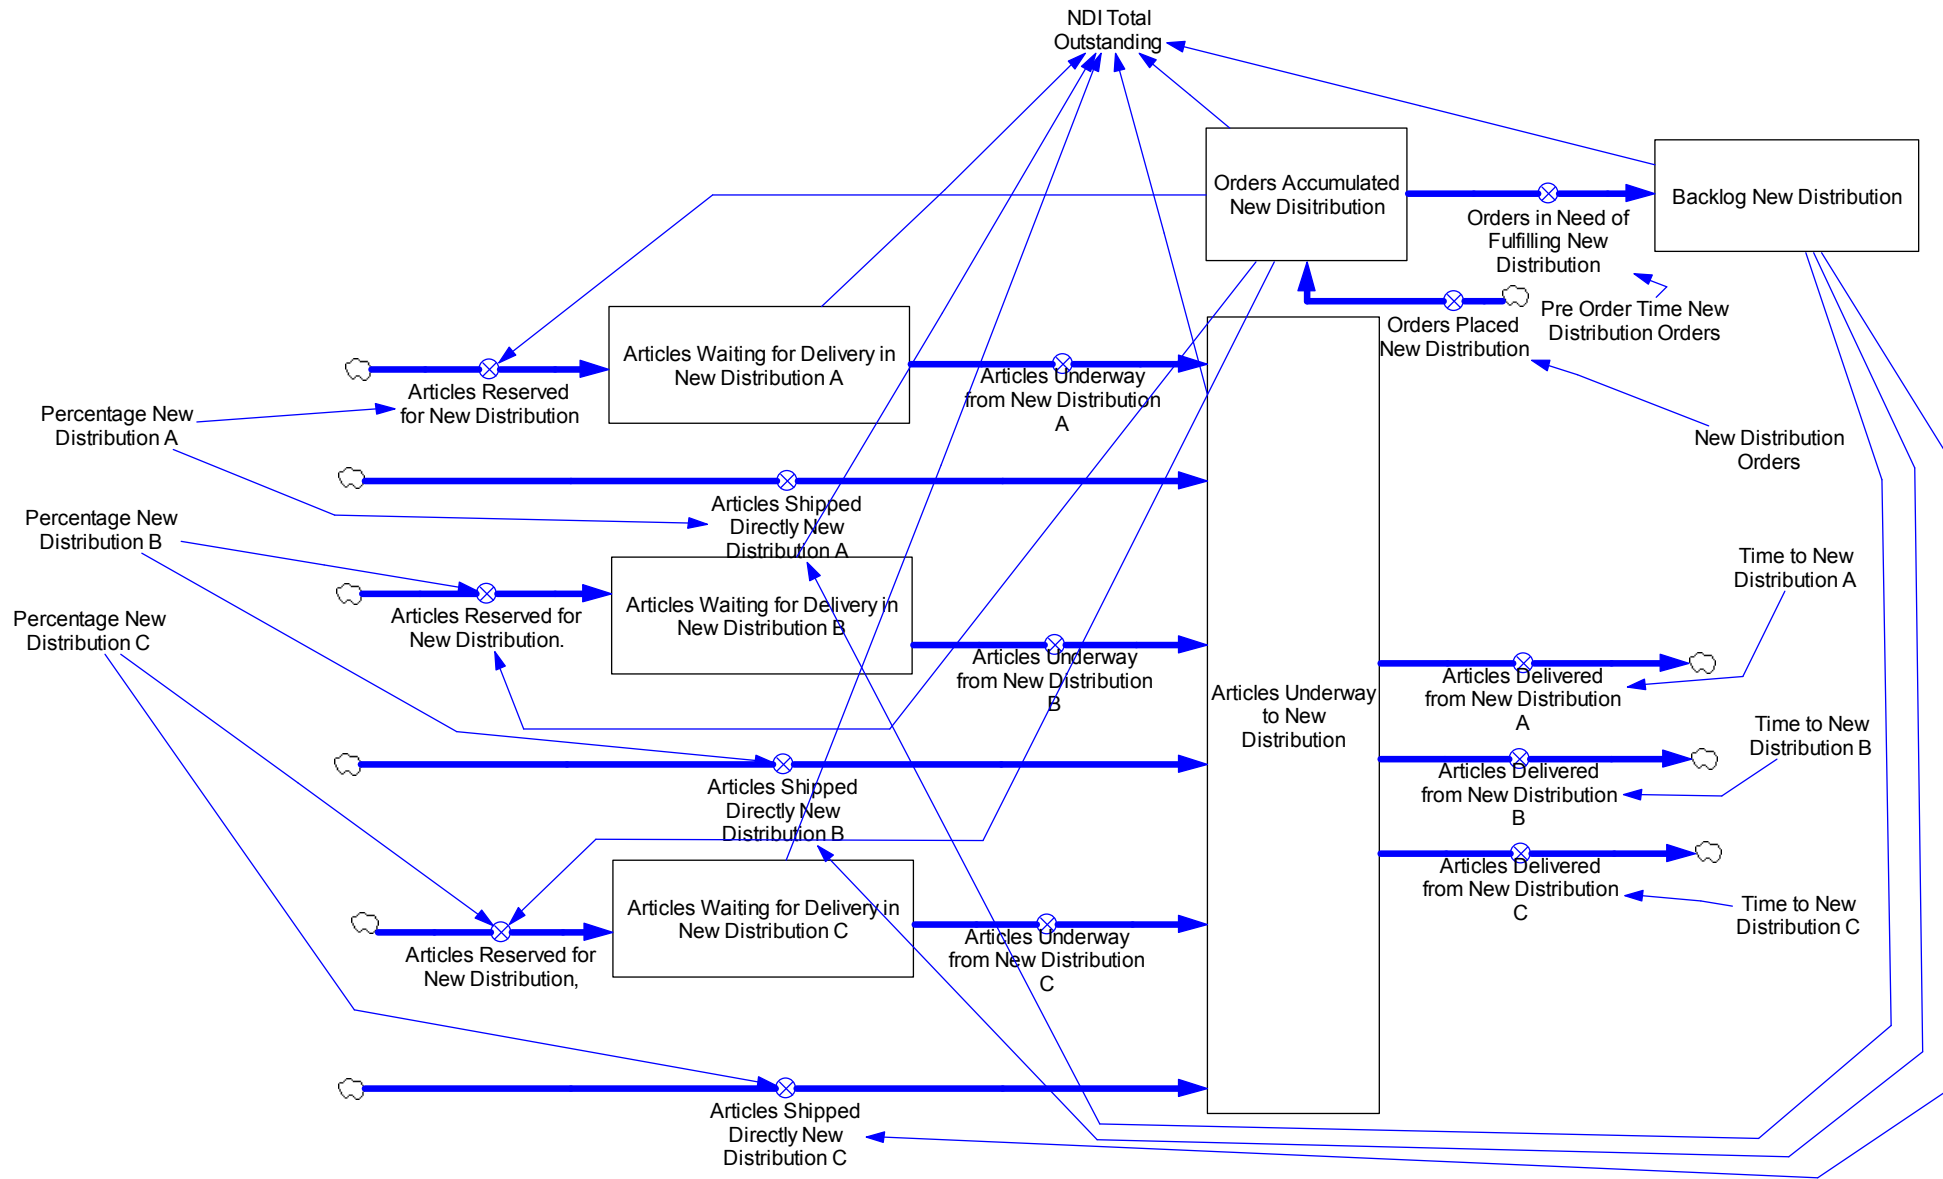 NDI Total
Outstanding
Orders Accumulated
New Disitribution
Orders in Need of
Fulfilling New
Distribution
Backlog New Distribution
Pre Order Time New
Distribution Orders
Orders Placed
New Distribution
New Distribution
Orders
Articles Waiting for Delivery in
New Distribution A
Articles Reserved
for New Distribution
Articles Underway
from New Distribution
A
Percentage New
Distribution A
Articles Shipped
Directly New
Distribution A
Percentage New
Distribution B
Articles Waiting for Delivery in
New Distribution B
Articles Reserved for
New Distribution.
Articles Underway
from New Distribution
B
Percentage New
Distribution C
Articles Shipped
Directly New
Distribution B
Articles Waiting for Delivery in
New Distribution C
Articles Reserved for
New Distribution,
Articles Underway
from New Distribution
C
Articles Shipped
Directly New
Distribution C
Articles Underway
to New
Distribution
Time to New
Distribution A
Articles Delivered
from New Distribution
A
Time to New
Distribution B
Articles Delivered
from New Distribution
B
Articles Delivered
from New Distribution
C
Time to New
Distribution C